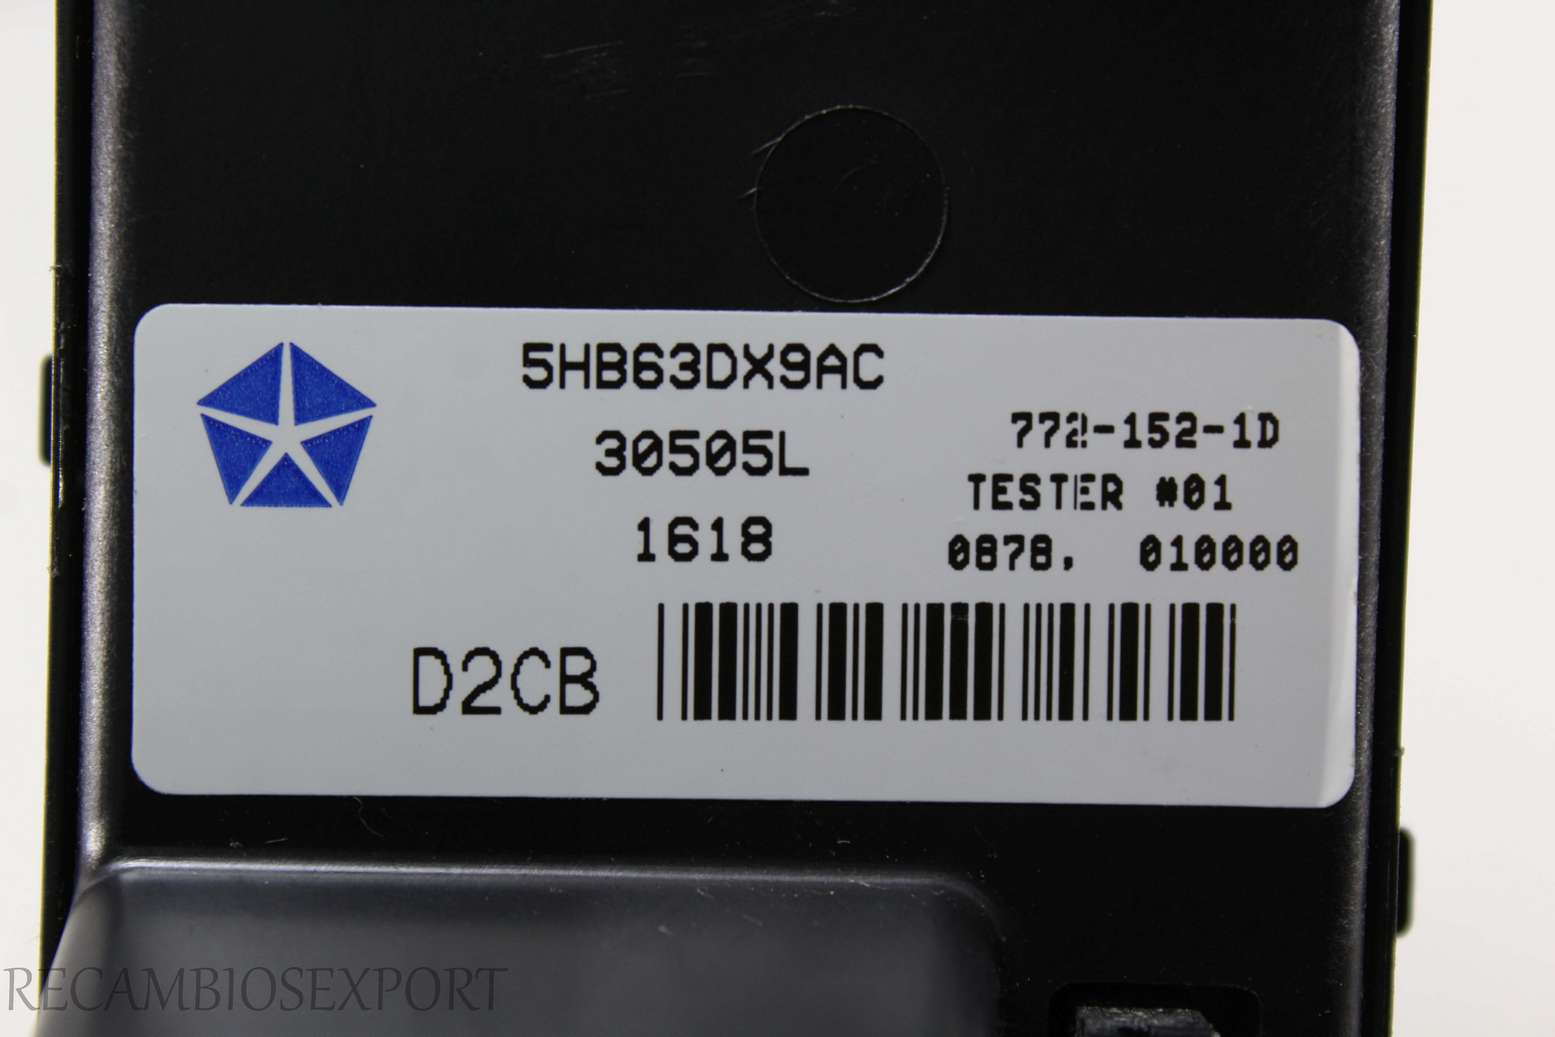 5HB63DX9AC
30505L
1618
772-152-1D
TESTER #01
0878, 010000
D2CB
RECAMBIOSEXPORT